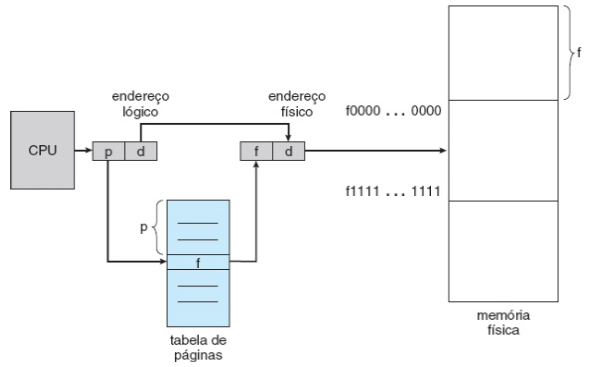 endereço
lógico
endereço
físico
f0000 ... 0000
f
CPU
p
d
f
d
f1111 ... 1111
p
f
tabela de
páginas
memória
física